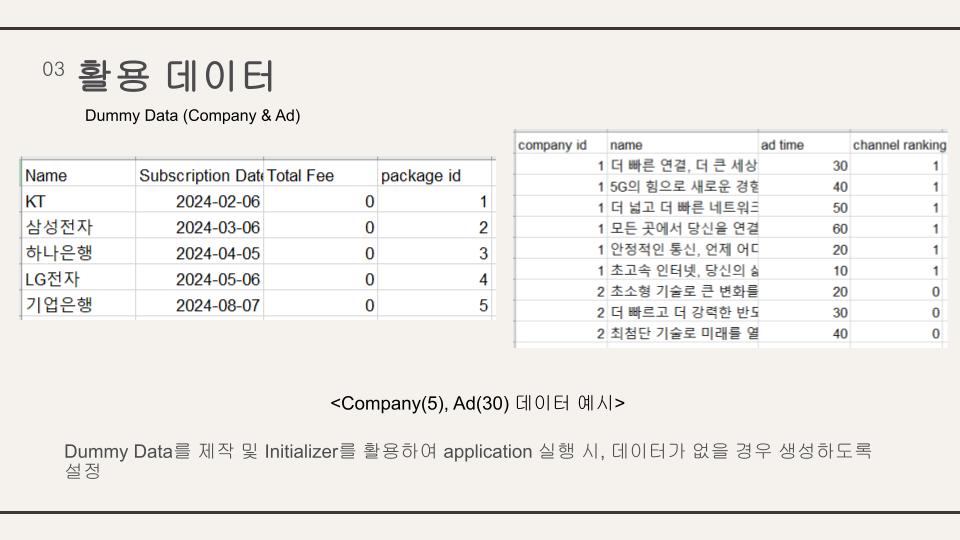 03 활용 데이터
Dummy Data (Company & Ad)
Name Subscription Date Total Fee package id
KT 2024-02-06 0 1
삼성전자 2024-03-06 0 2
하나은행 2024-04-05 0 3
LG전자 2024-05-06 0 4
기업은행 2024-08-07 0 5
company id name ad time channel ranking
1 더 빠른 연결, 더 큰 세상 30 1
1 5G의 힘으로 새로운 경험 40 1
1 더 넓고 더 빠른 네트워크 50 1
1 모든 곳에서 당신을 연결 60 1
1 안정적인 통신, 언제 어디 20 1
1 초고속 인터넷, 당신의 10 1
2 초소형 기술로 큰 변화를 20 0
2 더 빠르고 더 강력한 반도 30 0
2 최첨단 기술로 미래를 열 40 0
<Company(5), Ad(30) 데이터 예시>
Dummy Data를 제작 및 Initializer를 활용하여 application 실행 시, 데이터가 없을 경우 생성하도록
설정